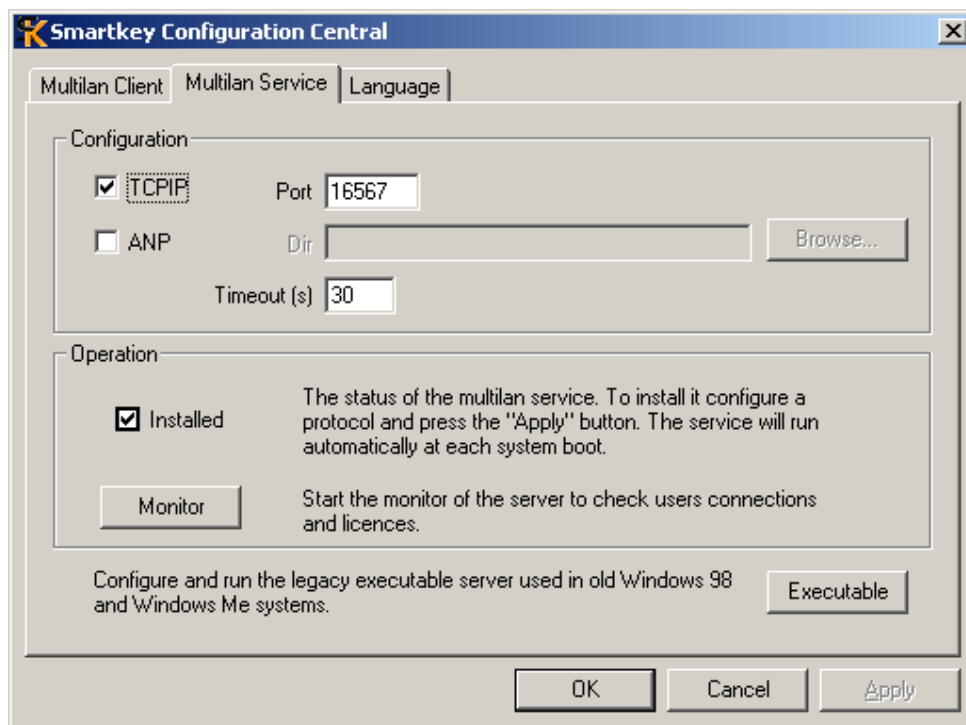 Smartkey Configuration Central
Multilan Client Multilan Service Language
Configuration
TCPIP Port 16567
ANP Dir Browse...
Timeout (s) 30
Operation
Installed
The status of the multilan service. To install it configure a
protocol and press the "Apply" button. The service will run
automatically at each system boot.
Monitor
Start the monitor of the server to check users connections
and licences.
Configure and run the legacy executable server used in old Windows 98
and Windows Me systems.
Executable
OK Cancel Apply